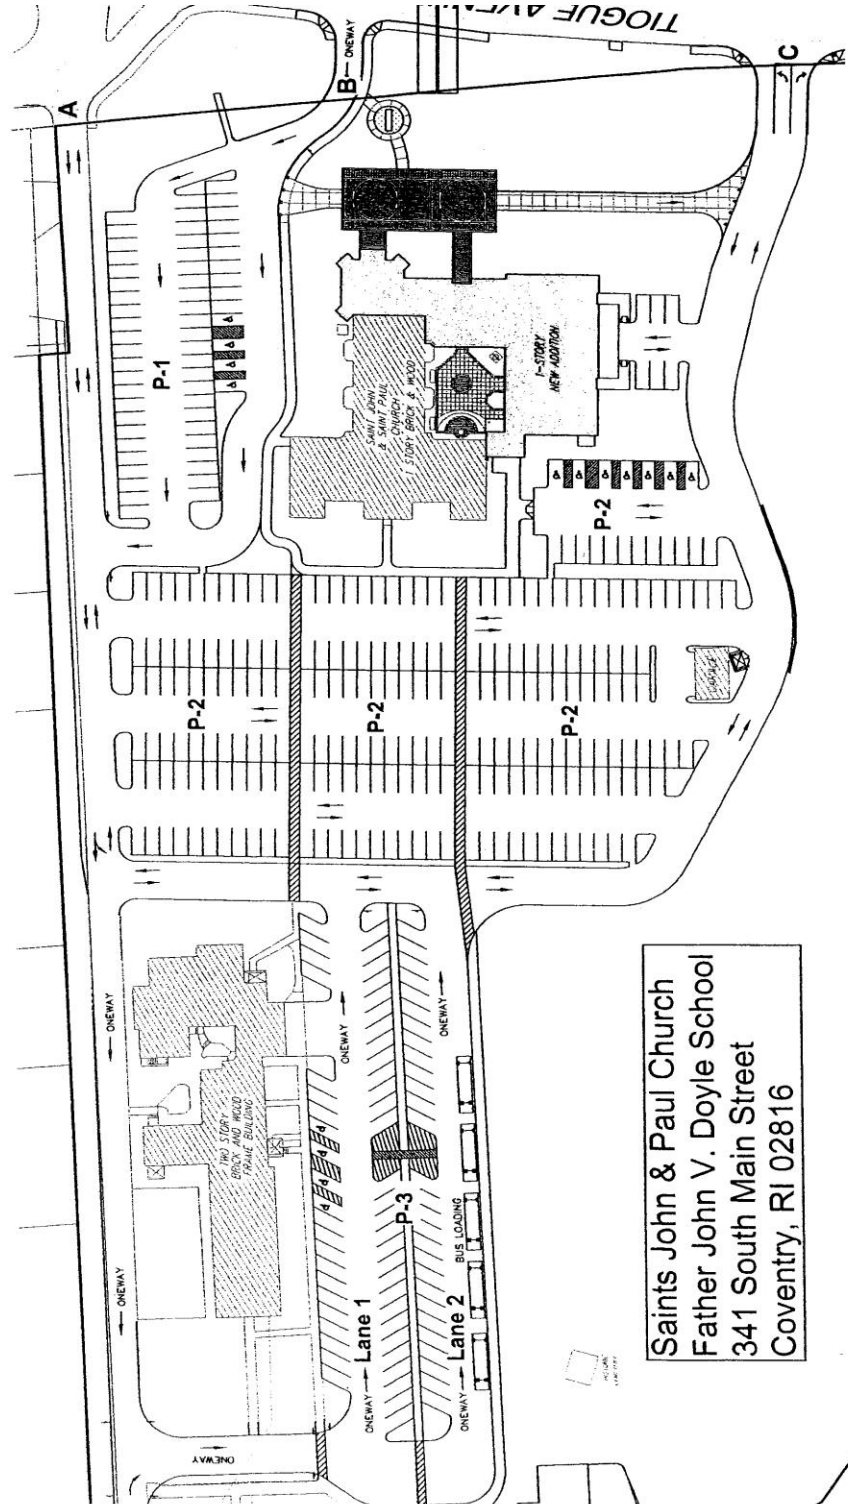 TIOGUE AVENUE
A
ONEWAY
B
C
P-1
SAINT JOHN
& SAINT PAUL
CHURCH
1 STORY BRICK & WOOD
1-STORY
NEW ADDITION
P-2
P-2
P-2
P-2
GARAGE
ONEWAY
ONEWAY
ONEWAY
TWO STORY
BRICK AND WOOD
FRAME BUILDING
P-3
BUS LOADING
ONEWAY
Lane 1
Lane 2
ONEWAY
ONEWAY
ONEWAY
Saints John & Paul Church
Father John V. Doyle School
341 South Main Street
Coventry, RI 02816